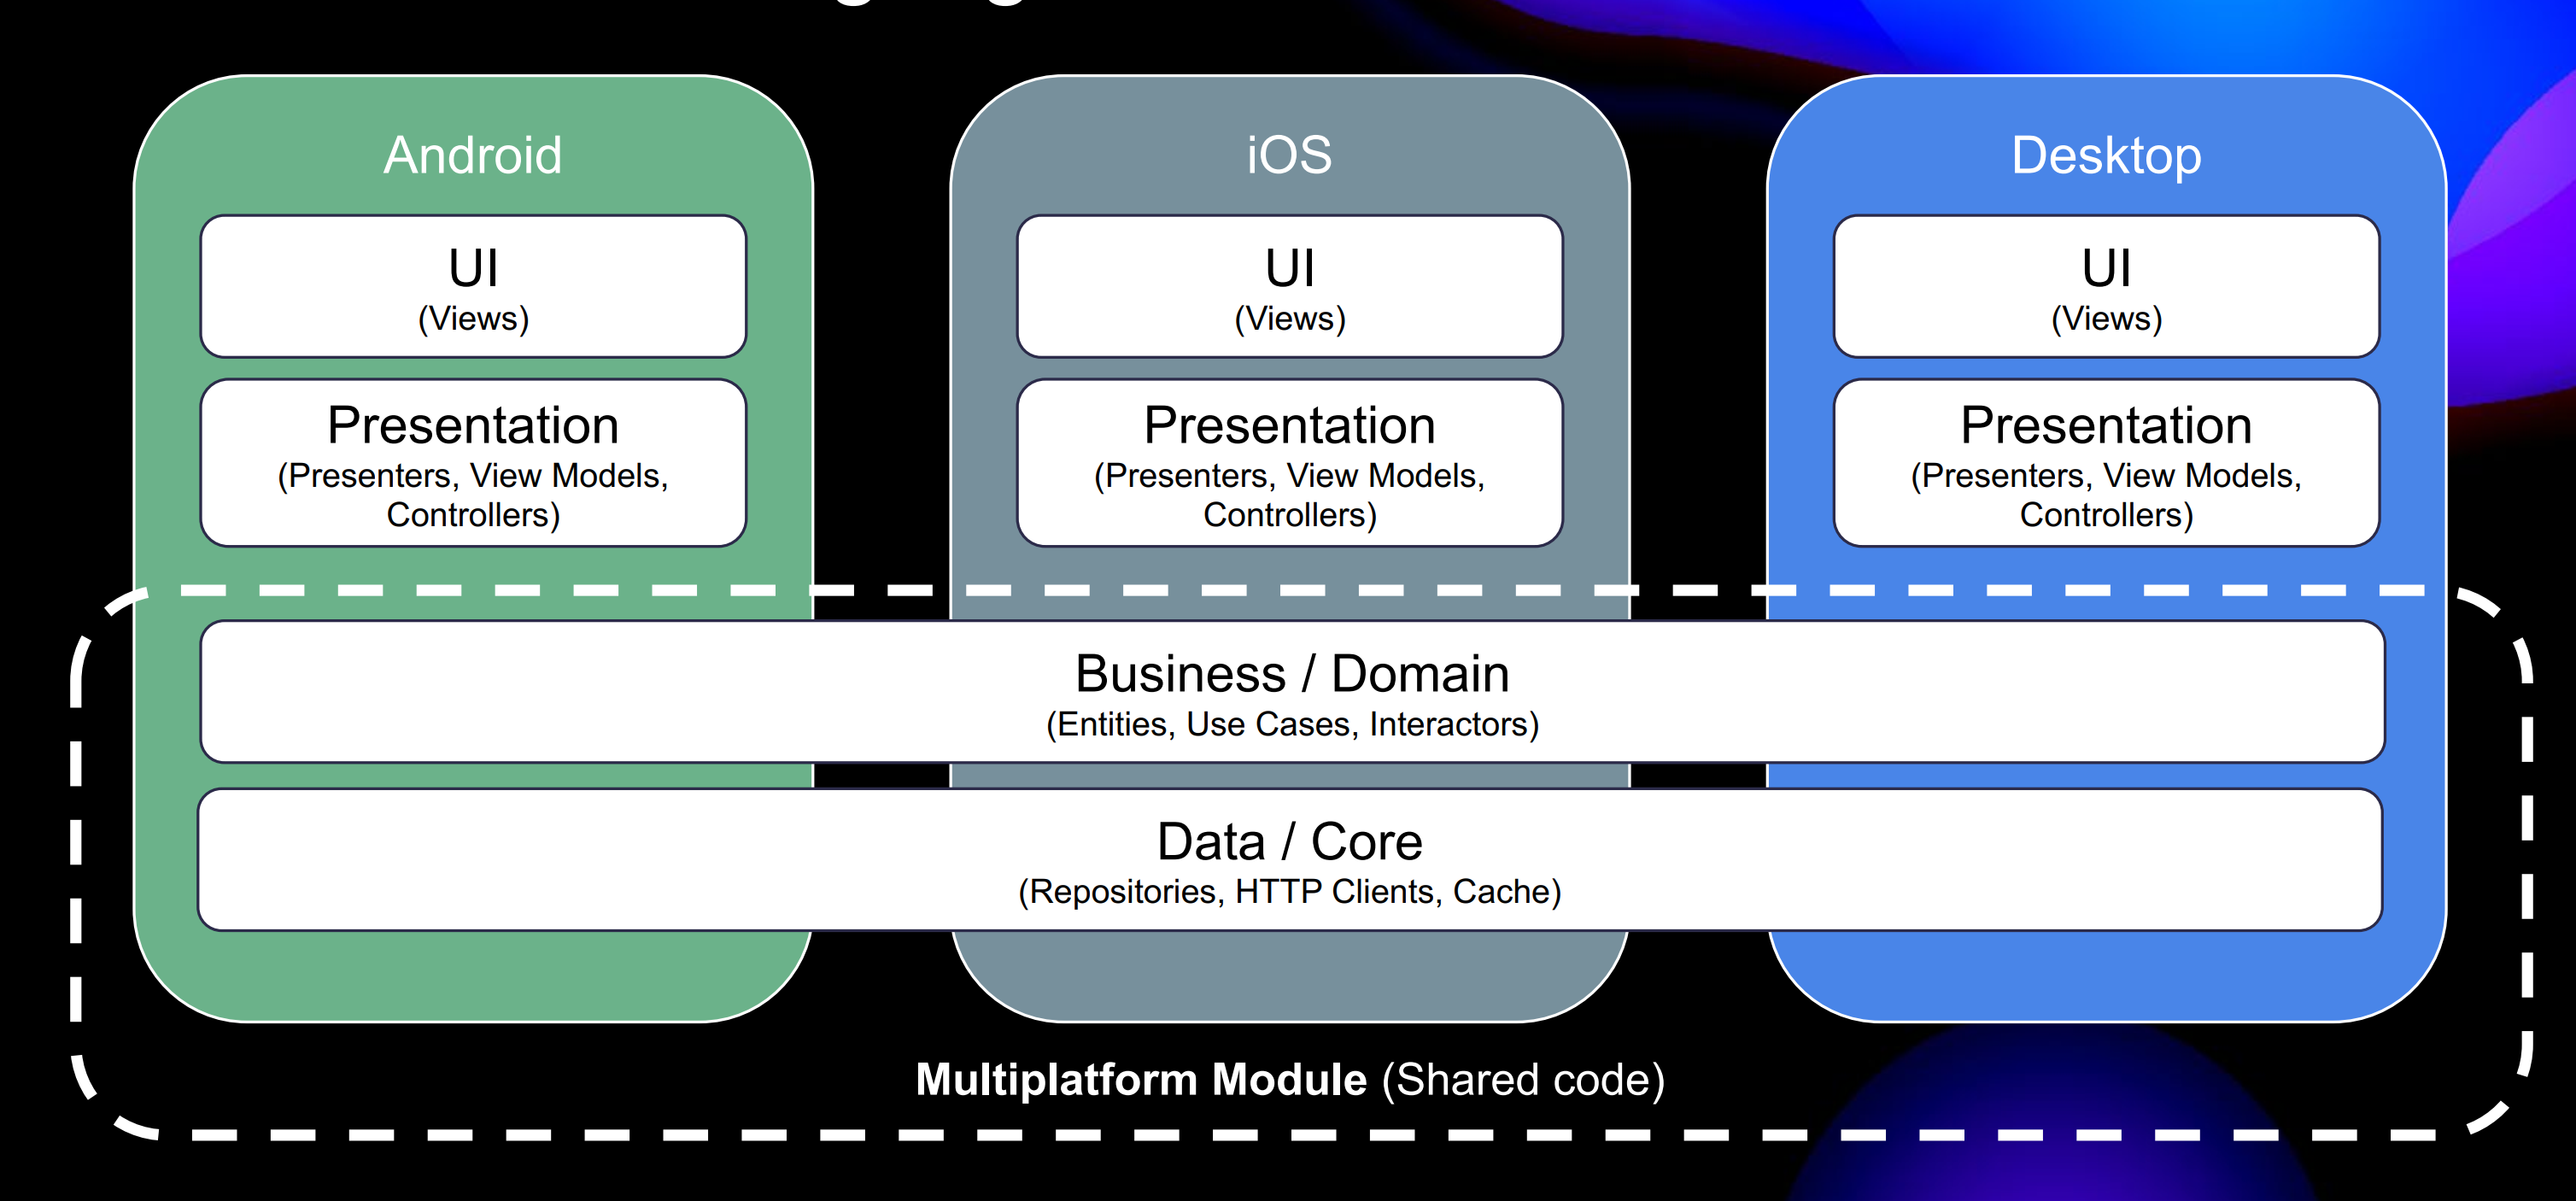 Android
UI
(Views)
Presentation
(Presenters, View Models,
Controllers)
iOS
UI
(Views)
Presentation
(Presenters, View Models,
Controllers)
Desktop
UI
(Views)
Presentation
(Presenters, View Models,
Controllers)
Business / Domain
(Entities, Use Cases, Interactors)
Data / Core
(Repositories, HTTP Clients, Cache)
Multiplatform Module (Shared code)